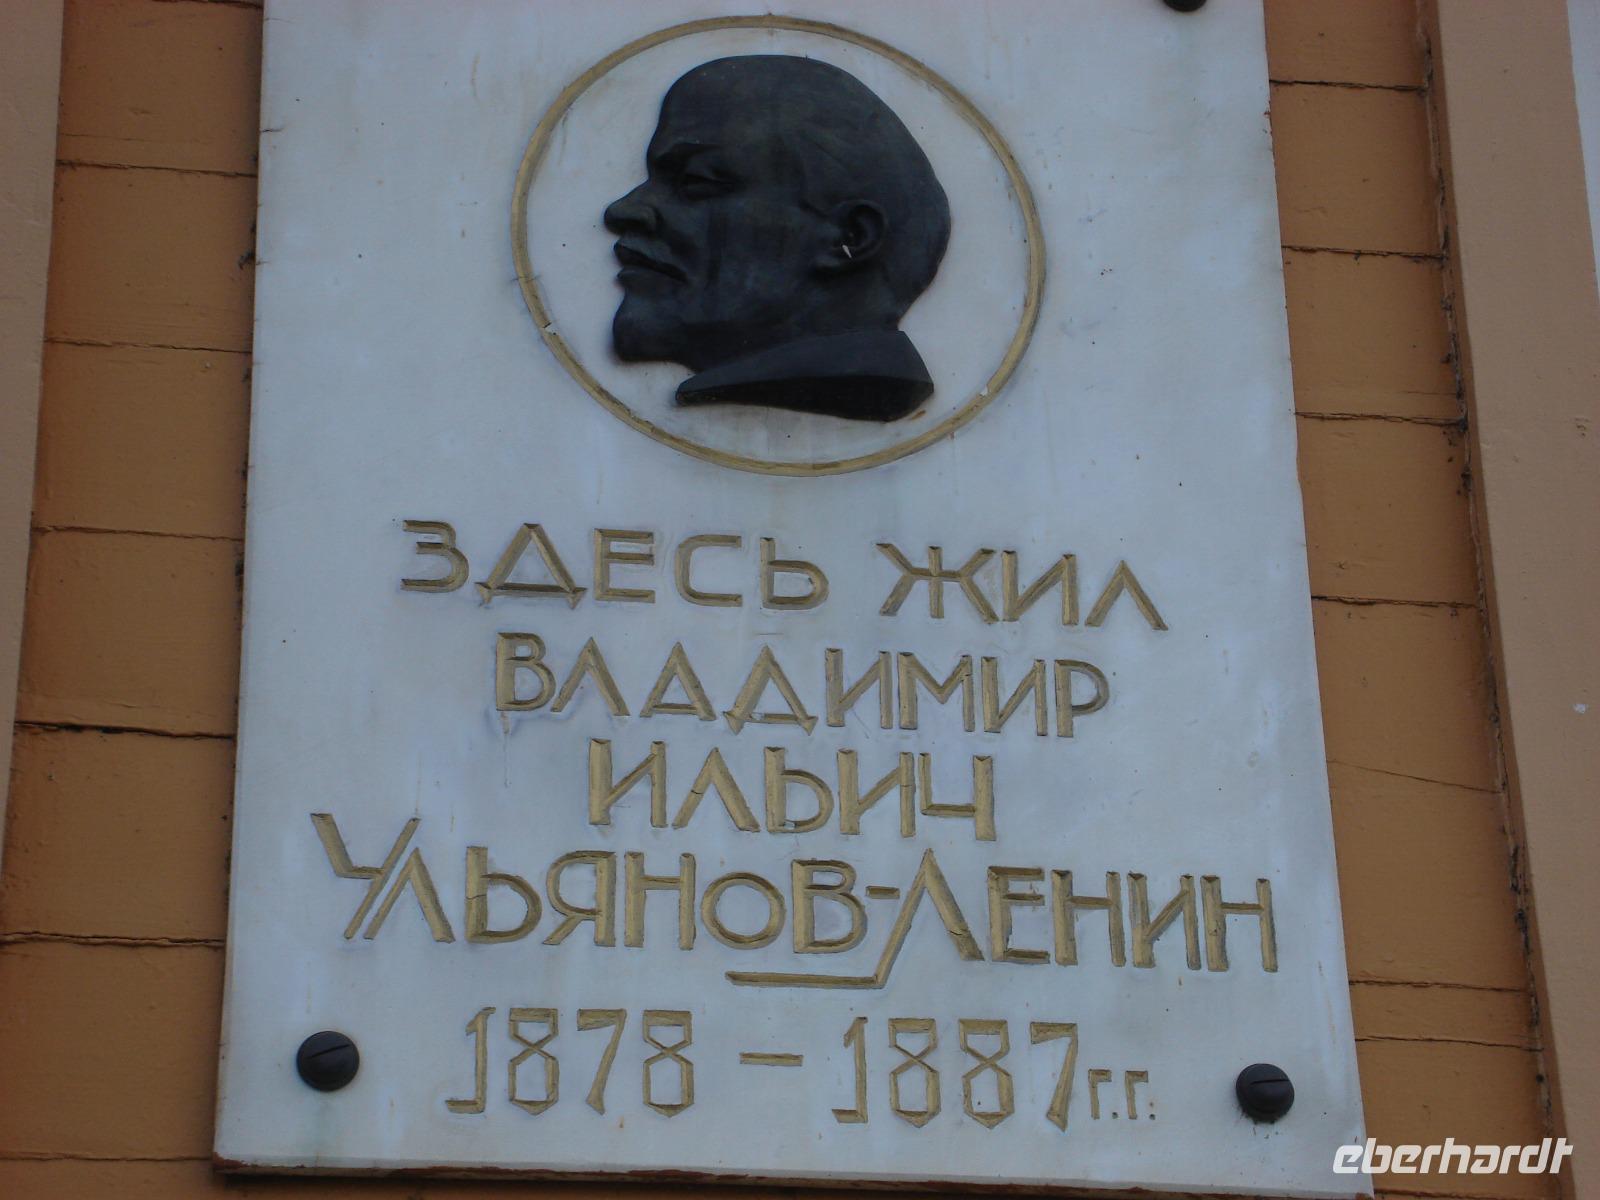 ЗДЕСЬ ЖИЛ
ВЛАДИМИР
ИЛЬИЧ
УЛЬЯНОВ-ЛЕНИН
1878 – 1887 г.г.
eberhardt